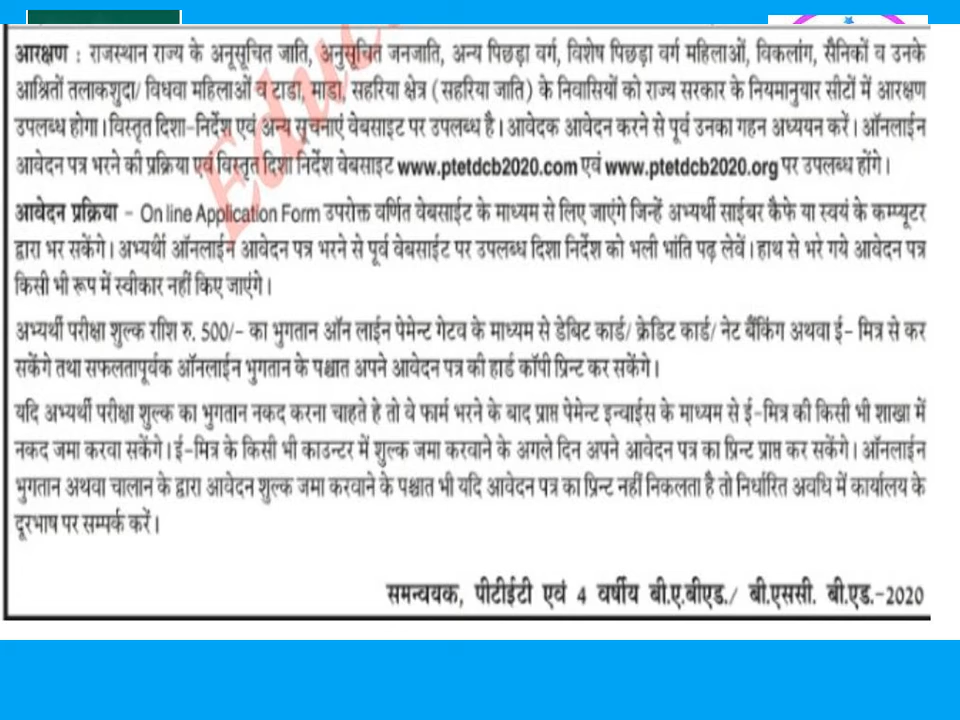 आरक्षण : राजस्थान राज्य के अनूसूचित जाति, अनुसूचित जनजाति, अन्य पिछड़ा वर्ग, विशेष पिछड़ा वर्ग महिलाओं, विकलांग, सैनिकों व उनके
आश्रितों तलाकशुदा/ विधवा महिलाओं व टाडा, माडा, सहरिया क्षेत्र (सहरिया जाति) के निवासियों को राज्य सरकार के नियमानुयार सीटों में आरक्षण
उपलब्ध होगा। विस्तृत दिशा-निर्देश एवं अन्य सूचनाएं वेबसाइट पर उपलब्ध है। आवेदक आवेदन करने से पूर्व उनका गहन अध्ययन करें। ऑनलाईन
आवेदन पत्र भरने की प्रक्रिया एवं विस्तृत दिशा निर्देश वेबसाइट www.ptetdcb2020.com एवं www.ptetdcb2020.org पर उपलब्ध होंगे।
आवेदन प्रक्रिया - On line Application Form उपरोक्त वर्णित वेबसाईट के माध्यम से लिए जाएंगे जिन्हें अभ्यर्थी साईबर कैफे या स्वयं के कम्प्यूटर
द्वारा भर सकेंगे। अभ्यर्थी ऑनलाईन आवेदन पत्र भरने से पूर्व वेबसाईट पर उपलब्ध दिशा निर्देश को भली भांति पढ़ लेवें। हाथ से भरे गये आवेदन पत्र
किसी भी रूप में स्वीकार नहीं किए जाएंगे।
अभ्यर्थी परीक्षा शुल्क राशि रु. 500/- का भुगतान ऑन लाईन पेमेन्ट गेटव के माध्यम से डेबिट कार्ड/ क्रेडिट कार्ड/ नेट बैंकिंग अथवा ई- मित्र से कर
सकेंगे तथा सफलतापूर्वक ऑनलाईन भुगतान के पश्चात अपने आवेदन पत्र की हार्ड कॉपी प्रिन्ट कर सकेंगे।
यदि अभ्यर्थी परीक्षा शुल्क का भुगतान नकद करना चाहते हे तो वे फार्म भरने के बाद प्राप्त पेमेन्ट इन्वाईस के माध्यम से ई-मित्र की किसी भी शाखा में
नकद जमा करवा सकेंगे। ई-मित्र के किसी भी काउन्टर में शुल्क जमा करवाने के अगले दिन अपने आवेदन पत्र का प्रिन्ट प्राप्त कर सकेंगे। ऑनलाईन
भुगतान अथवा चालान के द्वारा आवेदन शुल्क जमा करवाने के पश्चात भी यदि आवेदन पत्र का प्रिन्ट नहीं निकलता है तो निर्धारित अवधि में कार्यालय के
दूरभाष पर सम्पर्क करें।
समन्वयक, पीटीईटी एवं 4 वर्षीय बी.ए.बीएड./ बी.एससी. बी.एड.-2020